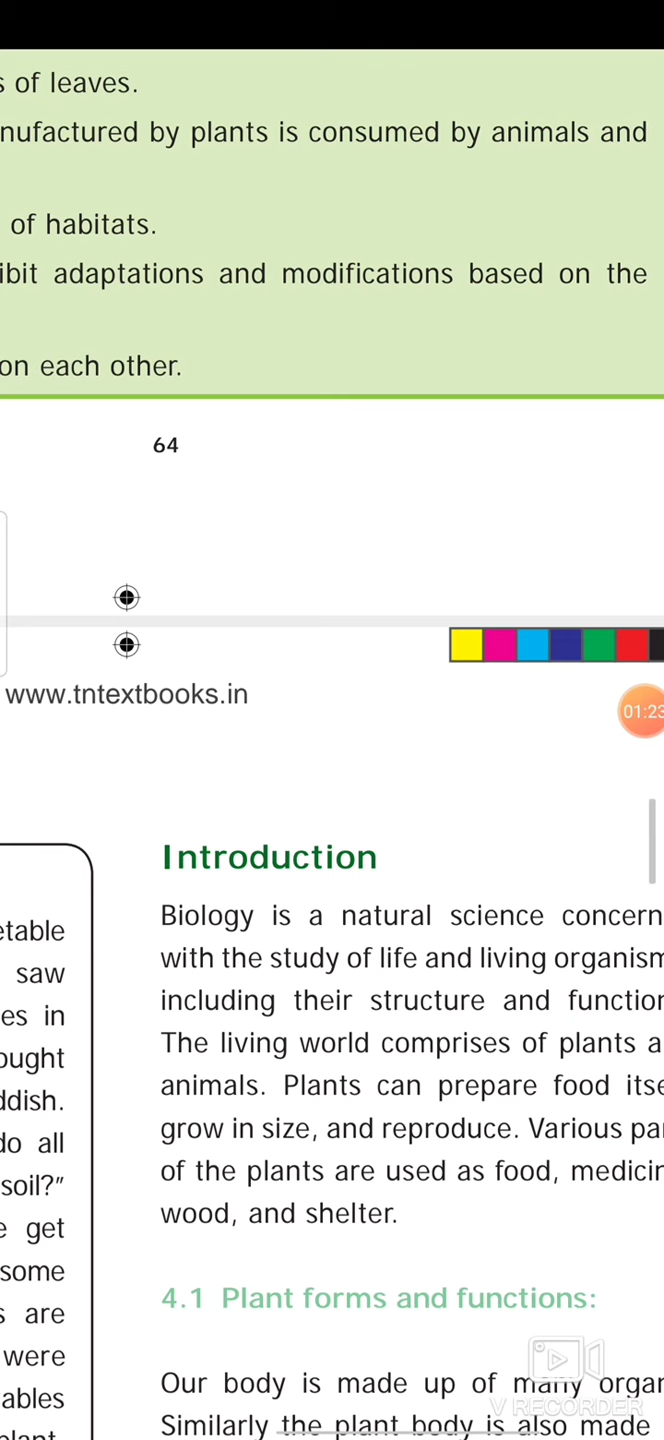 s of leaves.
nufactured by plants is consumed by animals and
of habitats.
ibit adaptations and modifications based on the
on each other.
64
www.tntextbooks.in
01:23
etable
saw
es in
ought
ddish.
do all
soil?"
e get
some
s are
were
ables
plant.
Introduction
Biology is a natural science concern
with the study of life and living organism
including their structure and function
The living world comprises of plants a
animals. Plants can prepare food itse
grow in size, and reproduce. Various par
of the plants are used as food, medicin
wood, and shelter.
4.1 Plant forms and functions:
Our body is made up of many organ
Similarly the plant body is also made
V RECORDER